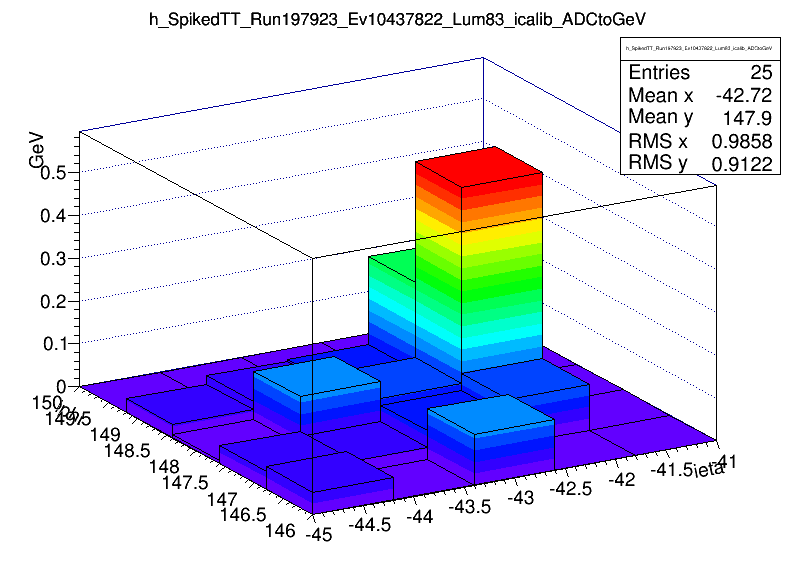 h_SpikedTT_Run197923_Ev10437822_Lum83_icalib_ADCtoGeV
h_SpikedTT_Run197923_Ev10437822_Lum83_icalib_ADCtoGeV
Entries 25
Mean x -42.72
Mean y 147.9
RMS x 0.9858
RMS y 0.9122
GeV
0.5
0.4
0.3
0.2
0.1
0
150
149.5
149
148.5
148
147.5
147
146.5
146
-45
-44.5
-44
-43.5
-43
-42.5
-42
-41.5
-41
ieta